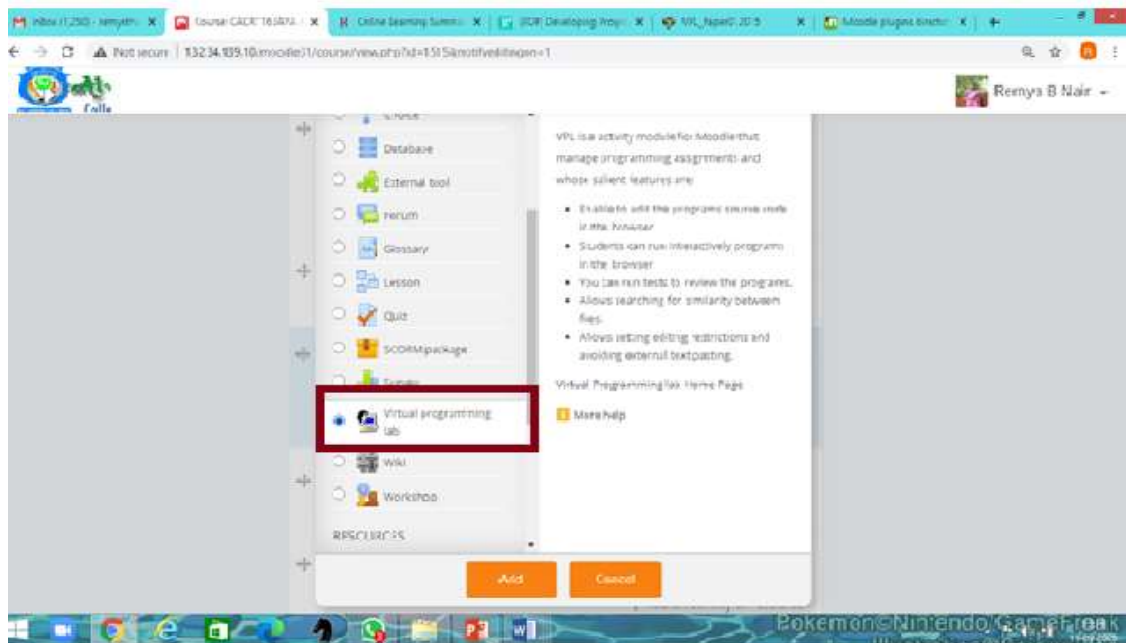 Not secure
Remya B Nair
Database
External tool
Forum
Glossary
Lesson
Quiz
SCORM package
Survey
Virtual programming
lab
Wiki
Workshop
RESOURCES
VPL is a activity module for Moodle that
manage programming assignments and
whose salient features are:
Enable to edit the programs source code
in the browser
Students can run interactively programs
in the browser
You can run tests to review the programs.
Allows searching for similarity between
files.
Allows setting editing restrictions and
avoiding external text pasting.
Virtual Programming lab Home Page
More help
Add
Cancel
Pokemon©Nintendo/GameFreak